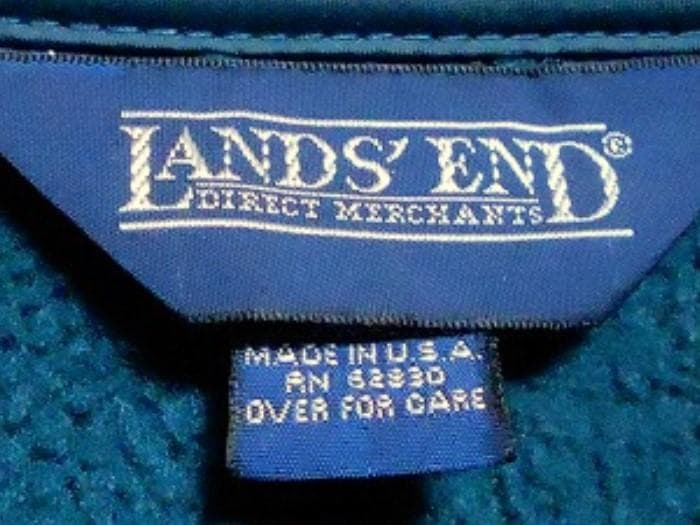 LANDS' END®
DIRECT MERCHANTS
MADE IN U.S.A.
RN 62830
OVER FOR CARE